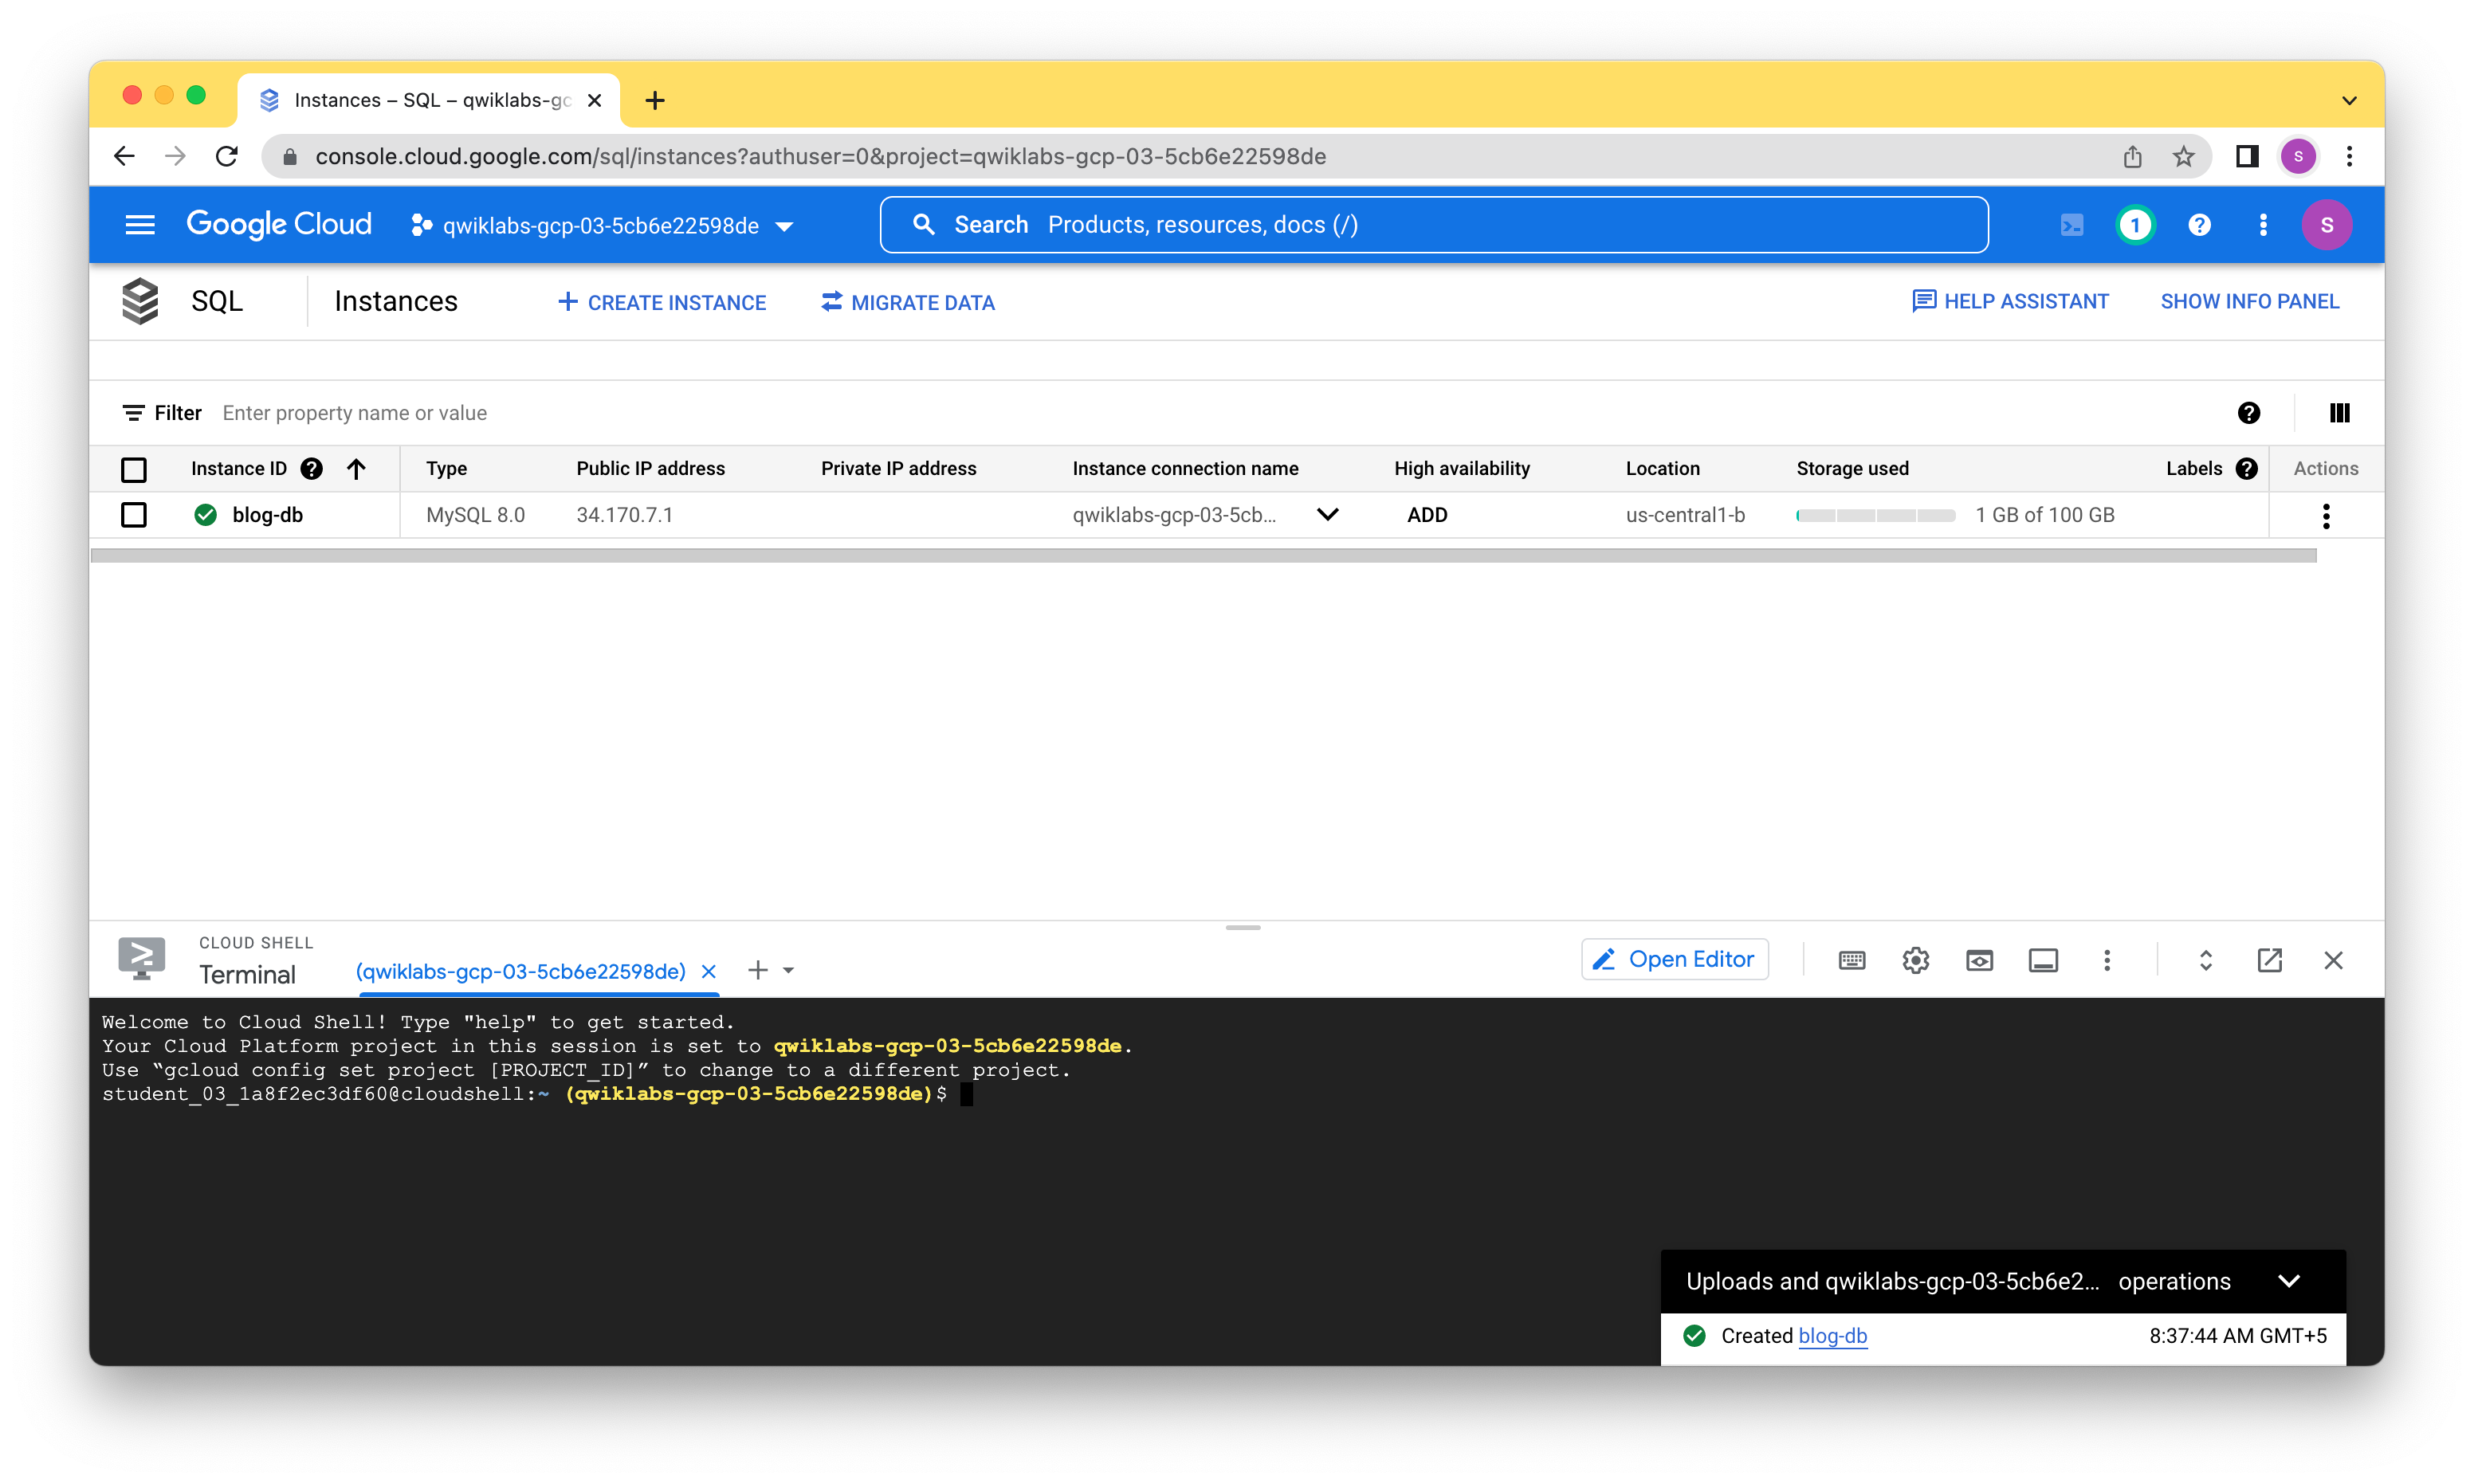 Instances – SQL – qwiklabs-gc
console.cloud.google.com/sql/instances?authuser=0&project=qwiklabs-gcp-03-5cb6e22598de
S
Google Cloud qwiklabs-gcp-03-5cb6e22598de Search Products, resources, docs (/) 1 S
SQL Instances CREATE INSTANCE MIGRATE DATA HELP ASSISTANT SHOW INFO PANEL
Filter Enter property name or value
Instance ID Type Public IP address Private IP address Instance connection name High availability Location Storage used Labels Actions
blog-db MySQL 8.0 34.170.7.1 qwiklabs-gcp-03-5cb... ADD us-central1-b 1 GB of 100 GB
CLOUD SHELL
Terminal (qwiklabs-gcp-03-5cb6e22598de) Open Editor
Welcome to Cloud Shell! Type "help" to get started.
Your Cloud Platform project in this session is set to qwiklabs-gcp-03-5cb6e22598de.
Use “gcloud config set project [PROJECT_ID]” to change to a different project.
student_03_1a8f2ec3df60@cloudshell:~ (qwiklabs-gcp-03-5cb6e22598de)$
Uploads and qwiklabs-gcp-03-5cb6e2... operations
Created blog-db 8:37:44 AM GMT+5